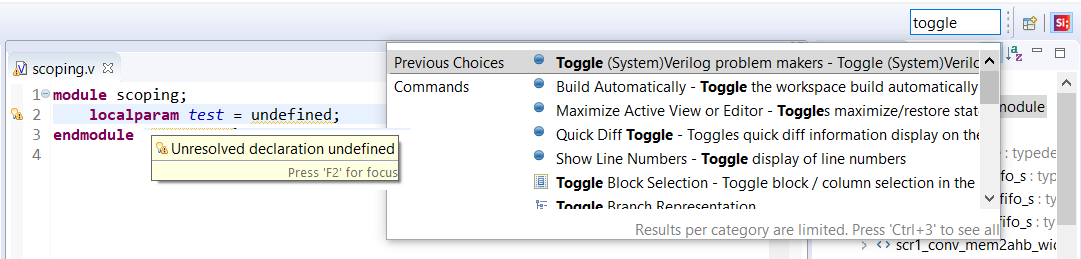 toggle
scoping.v
1 module scoping;
2 localparam test = undefined;
3 endmodule
4
Unresolved declaration undefined
Press 'F2' for focus
Previous Choices
Toggle (System)Verilog problem makers - Toggle (System)Veril
Commands
Build Automatically - Toggle the workspace build automatically
Maximize Active View or Editor - Toggles maximize/restore stat
Quick Diff Toggle - Toggles quick diff information display on the
Show Line Numbers - Toggle display of line numbers
Toggle Block Selection - Toggle block / column selection in the
Toggle Branch Representation
Results per category are limited. Press 'Ctrl+3' to see all
SI;
module
: typede
fifo_s : typ
fifo_s : typ
fifo_s : typ
scr1_conv_mem2ahb_wid